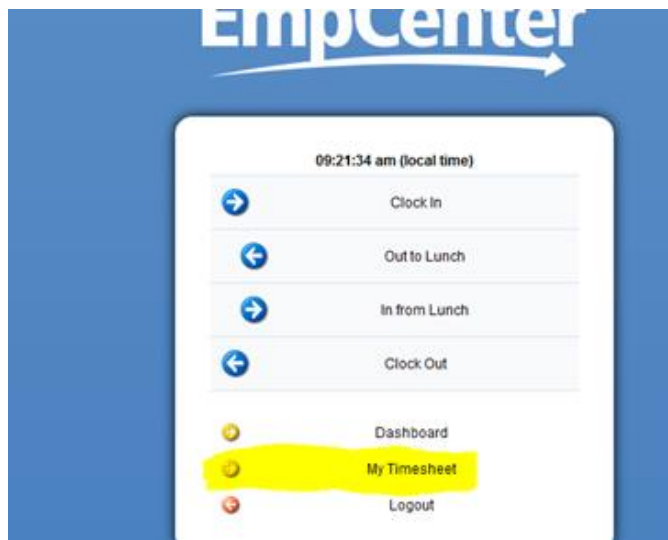 EmpCenter
09:21:34 am (local time)
Clock In
Out to Lunch
In from Lunch
Clock Out
Dashboard
My Timesheet
Logout